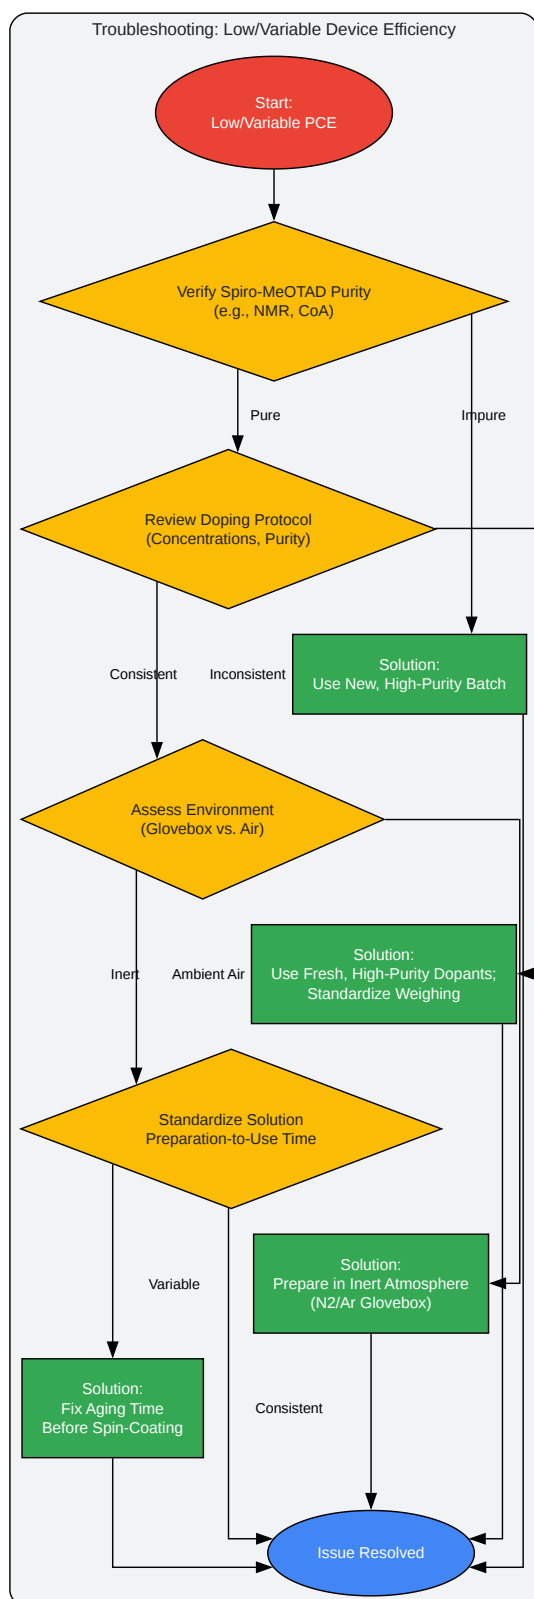 Troubleshooting: Low/Variable Device Efficiency
Start:
Low/Variable PCE
Verify Spiro-MeOTAD Purity
(e.g., NMR, CoA)
Pure
Impure
Review Doping Protocol
(Concentrations, Purity)
Consistent
Inconsistent
Solution:
Use New, High-Purity Batch
Assess Environment
(Glovebox vs. Air)
Inert
Ambient Air
Solution:
Use Fresh, High-Purity Dopants;
Standardize Weighing
Standardize Solution
Preparation-to-Use Time
Variable
Solution:
Prepare in Inert Atmosphere
(N2/Ar Glovebox)
Solution:
Fix Aging Time
Before Spin-Coating
Consistent
Issue Resolved